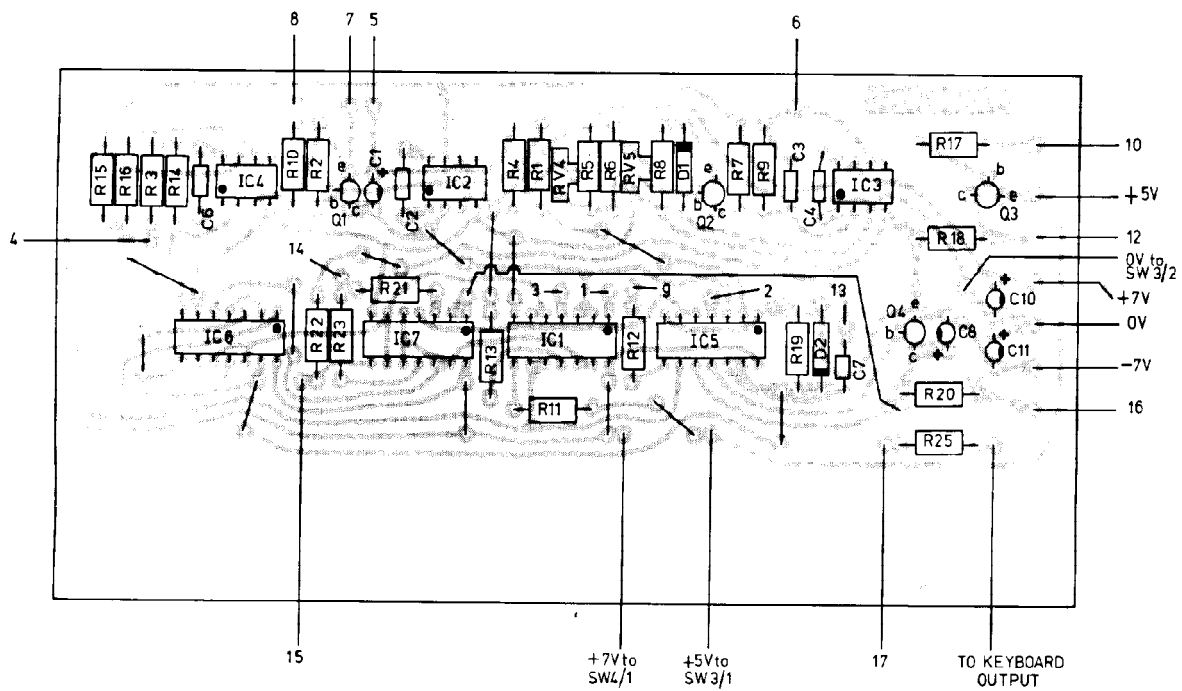 8
7
5
6
R15
R16
R3
R14
C6
IC4
R10
R2
e
b
c
Q1
C1
+
C2
IC2
R4
R1
RV4
R5
R6
RV5
R8
D1
e
b
c
Q2
R7
R9
C3
C4
IC3
R17
b
c
e
Q3
10
+5V
4
14
R21
3
1
9
2
13
R18
12
0V to
SW3/2
+7V
0V
-7V
16
IC6
R22
R23
IC7
R13
IC1
R12
IC5
R19
D2
C7
Q4
e
b
c
C8
+
+
C10
+
C11
R11
R20
R25
15
+7V to
SW4/1
+5V to
SW3/1
17
TO KEYBOARD
OUTPUT